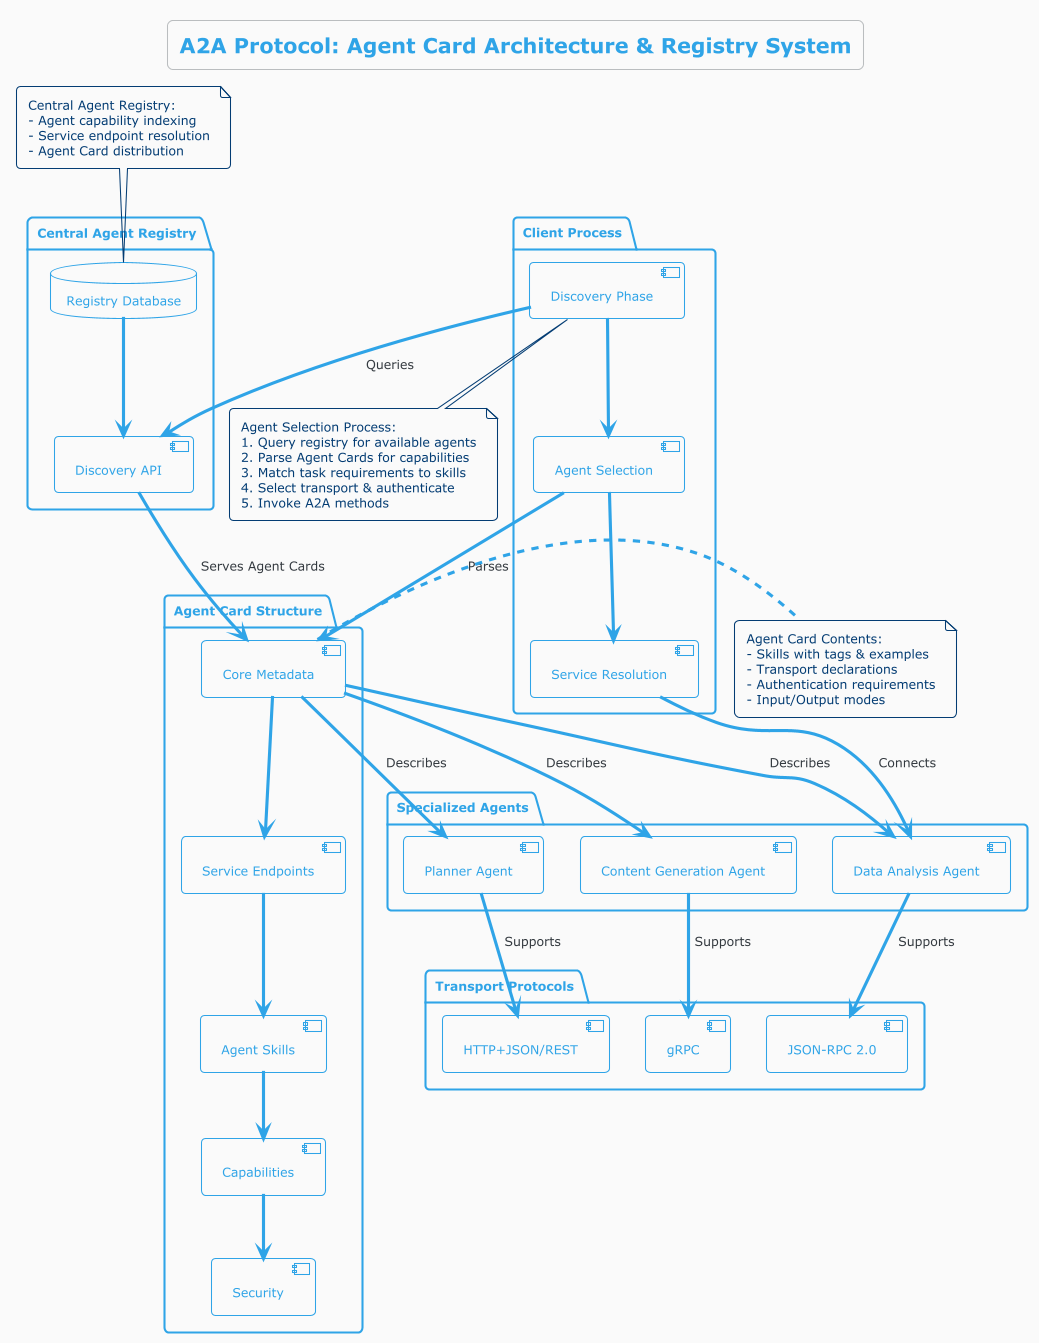 A2A Protocol: Agent Card Architecture & Registry System
Central Agent Registry:
- Agent capability indexing
- Service endpoint resolution
- Agent Card distribution
Central Agent Registry
Client Process
Registry Database
Discovery Phase
Queries
Agent Selection Process:
1. Query registry for available agents
2. Parse Agent Cards for capabilities
3. Match task requirements to skills
4. Select transport & authenticate
5. Invoke A2A methods
Discovery API
Agent Selection
Serves Agent Cards
Parses
Agent Card Structure
Agent Card Contents:
- Skills with tags & examples
- Transport declarations
- Authentication requirements
- Input/Output modes
Core Metadata
Service Resolution
Describes
Describes
Describes
Connects
Specialized Agents
Service Endpoints
Planner Agent
Content Generation Agent
Data Analysis Agent
Supports
Supports
Supports
Transport Protocols
Agent Skills
HTTP+JSON/REST
gRPC
JSON-RPC 2.0
Capabilities
Security